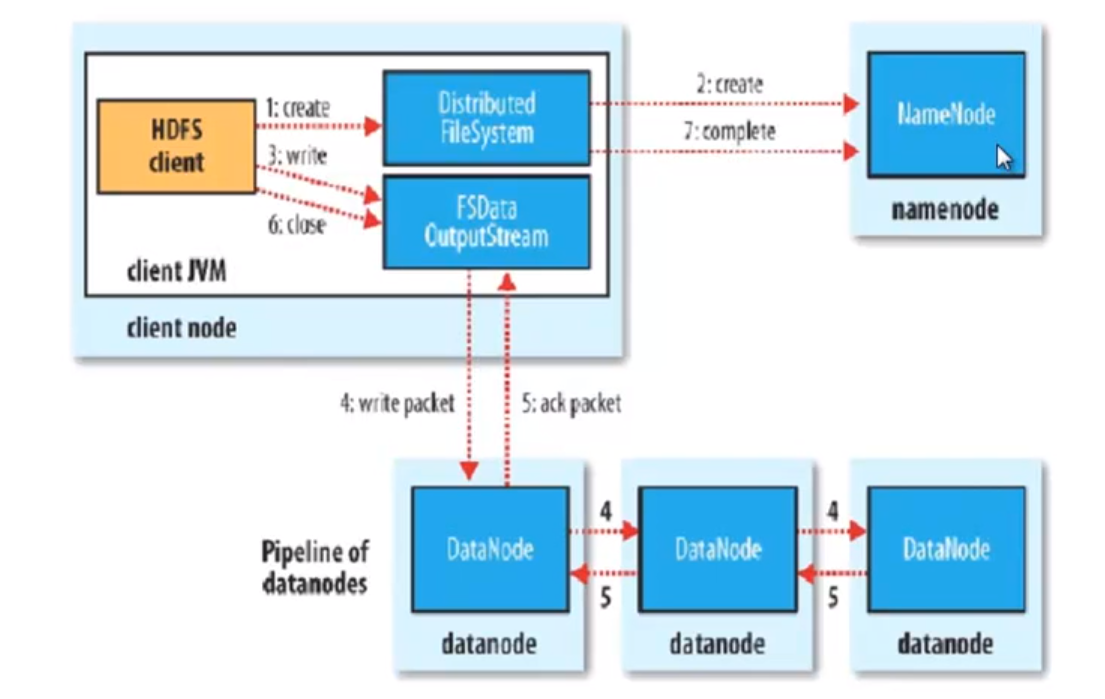 1: create
Distributed
FileSystem
2: create
NameNode
HDFS
client
7: complete
3: write
FSData
OutputStream
namenode
6: close
client JVM
client node
4: write packet
5: ack packet
4
4
Pipeline of
datanodes
DataNode
DataNode
DataNode
5
5
datanode
datanode
datanode